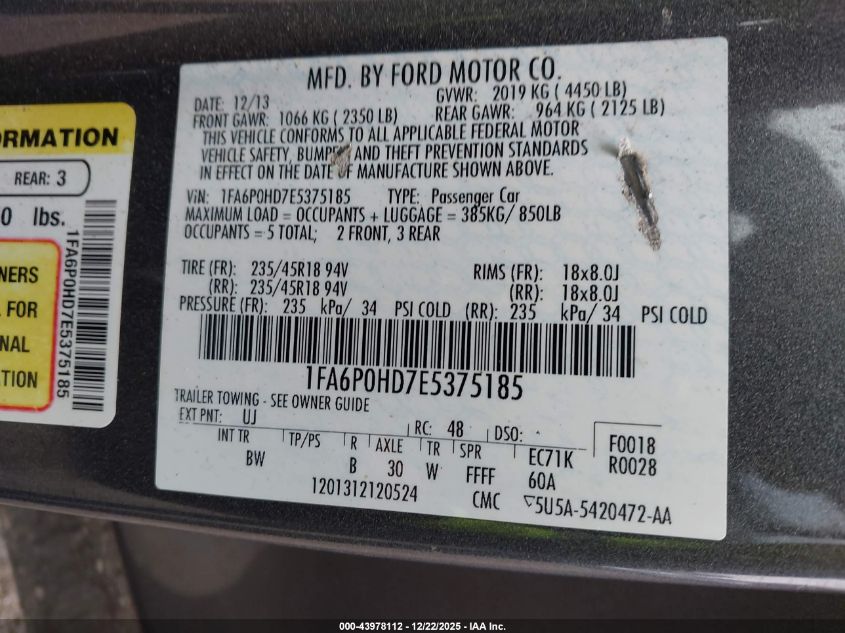 MFD. BY FORD MOTOR CO.
DATE: 12/13 GVWR: 2019 KG ( 4450 LB)
FRONT GAWR: 1066 KG ( 2350 LB) REAR GAWR: 964 KG ( 2125 LB)
THIS VEHICLE CONFORMS TO ALL APPLICABLE FEDERAL MOTOR
VEHICLE SAFETY, BUMPER AND THEFT PREVENTION STANDARDS
IN EFFECT ON THE DATE OF MANUFACTURE SHOWN ABOVE.
VIN: 1FA6P0HD7E5375185 TYPE: Passenger Car
MAXIMUM LOAD = OCCUPANTS + LUGGAGE = 385KG/ 850LB
OCCUPANTS = 5 TOTAL; 2 FRONT, 3 REAR
TIRE (FR): 235/45R18 94V RIMS (FR): 18x8.0J
(RR): 235/45R18 94V (RR): 18x8.0J
PRESSURE (FR): 235 kPa/ 34 PSI COLD (RR): 235 kPa/ 34 PSI COLD
1FA6P0HD7E5375185
TRAILER TOWING - SEE OWNER GUIDE
EXT PNT: UJ RC: 48 DSO:
INT TR TP/PS R AXLE TR SPR EC71K F0018
BW B 30 W FFFF 60A R0028
1201312120524 CMC 5U5A-5420472-AA
ORMATION
REAR: 3
0 lbs.
NERS
L FOR
NAL
TION
1FA6P0HD7E5375185
000-43978112 - 12/22/2025 - IAA Inc.